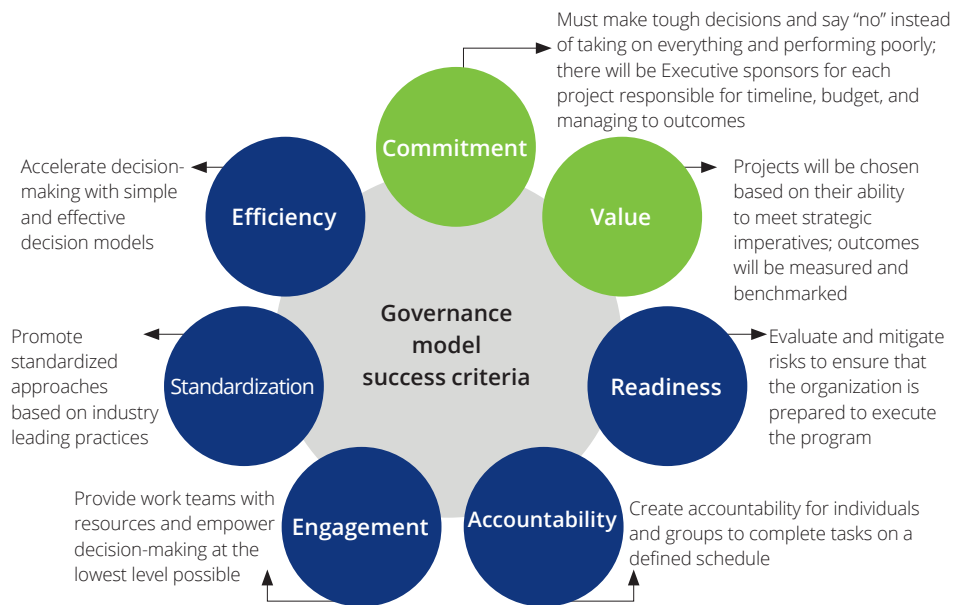 Must make tough decisions and say “no” instead
of taking on everything and performing poorly;
there will be Executive sponsors for each
project responsible for timeline, budget, and
managing to outcomes
Commitment
Projects will be chosen
based on their ability
to meet strategic
imperatives; outcomes
will be measured and
benchmarked
Value
Evaluate and mitigate
risks to ensure that
the organization is
prepared to execute
the program
Readiness
Create accountability for individuals
and groups to complete tasks on a
defined schedule
Accountability
Provide work teams with
resources and empower
decision-making at the
lowest level possible
Engagement
Promote
standardized
approaches
based on industry
leading practices
Standardization
Accelerate decision-
making with simple
and effective
decision models
Efficiency
Governance
model
success criteria